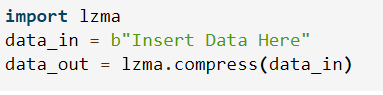 import lzma
data_in = b"Insert Data Here"
data_out = lzma.compress(data_in)